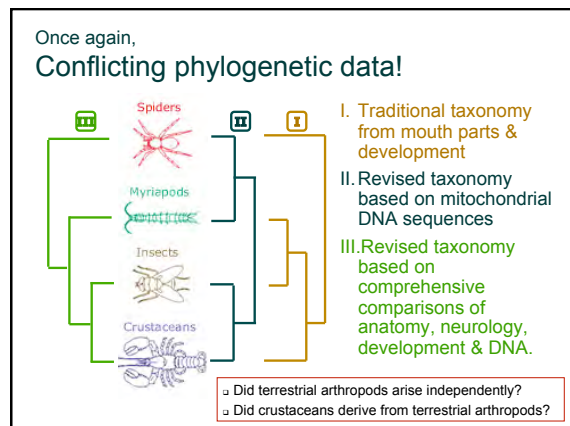 Once again,
Conflicting phylogenetic data!
III
Spiders
II
I
Myriapods
Insects
Crustaceans
I. Traditional taxonomy
from mouth parts &
development
II. Revised taxonomy
based on mitochondrial
DNA sequences
III.Revised taxonomy
based on
comprehensive
comparisons of
anatomy, neurology,
development & DNA.
❑ Did terrestrial arthropods arise independently?
❑ Did crustaceans derive from terrestrial arthropods?